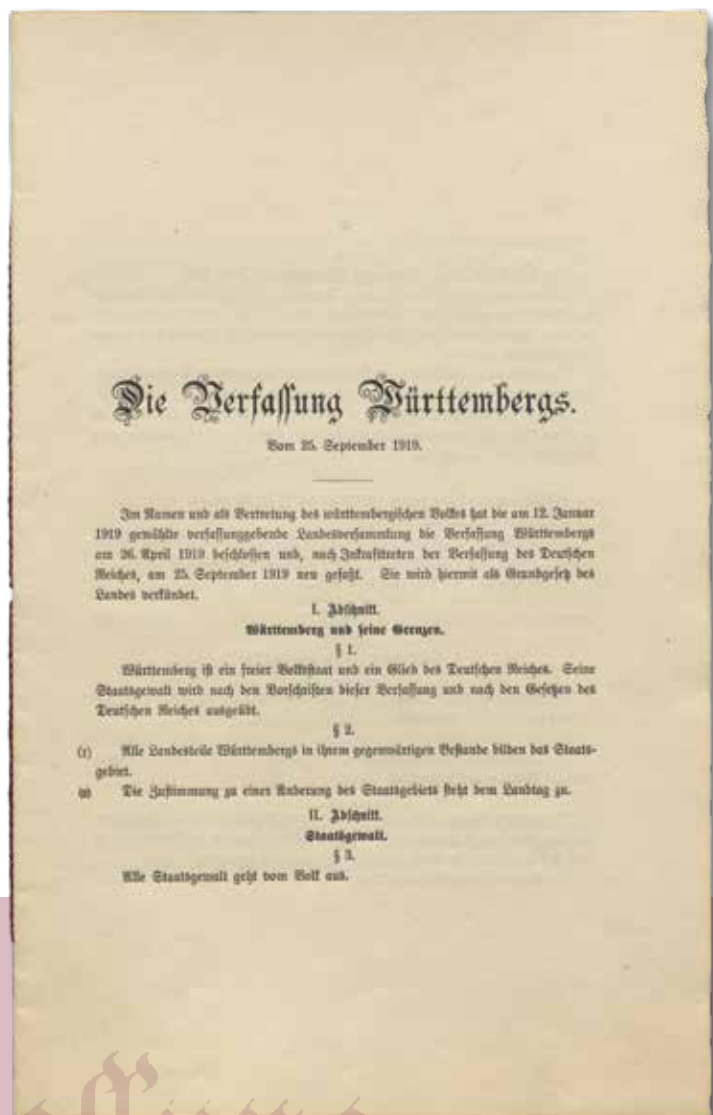 Die Verfassung Württembergs.
Vom 25. September 1919.
Im Namen und als Vertretung des württembergischen Volkes hat die am 12. Januar
1919 gewählte verfassunggebende Landesversammlung die Verfassung Württembergs
am 26. April 1919 beschlossen und, nach Inkrafttreten der Verfassung des Deutschen
Reiches, am 25. September 1919 neu gefaßt. Sie wird hiermit als Grundgesetz des
Landes verkündet.
I. Abschnitt.
Württemberg und seine Grenzen.
§ 1.
Württemberg ist ein freier Volksstaat und ein Glied des Deutschen Reiches. Seine
Staatsgewalt wird nach den Vorschriften dieser Verfassung und nach den Gesetzen des
Deutschen Reiches ausgeübt.
§ 2.
(1) Alle Landesteile Württembergs in ihrem gegenwärtigen Bestande bilden das Staats-
gebiet.
Die Zustimmung zu einer Änderung des Staatsgebiets steht dem Landtag zu.
II. Abschnitt.
Staatsgewalt.
§ 3.
Alle Staatsgewalt geht vom Volk aus.